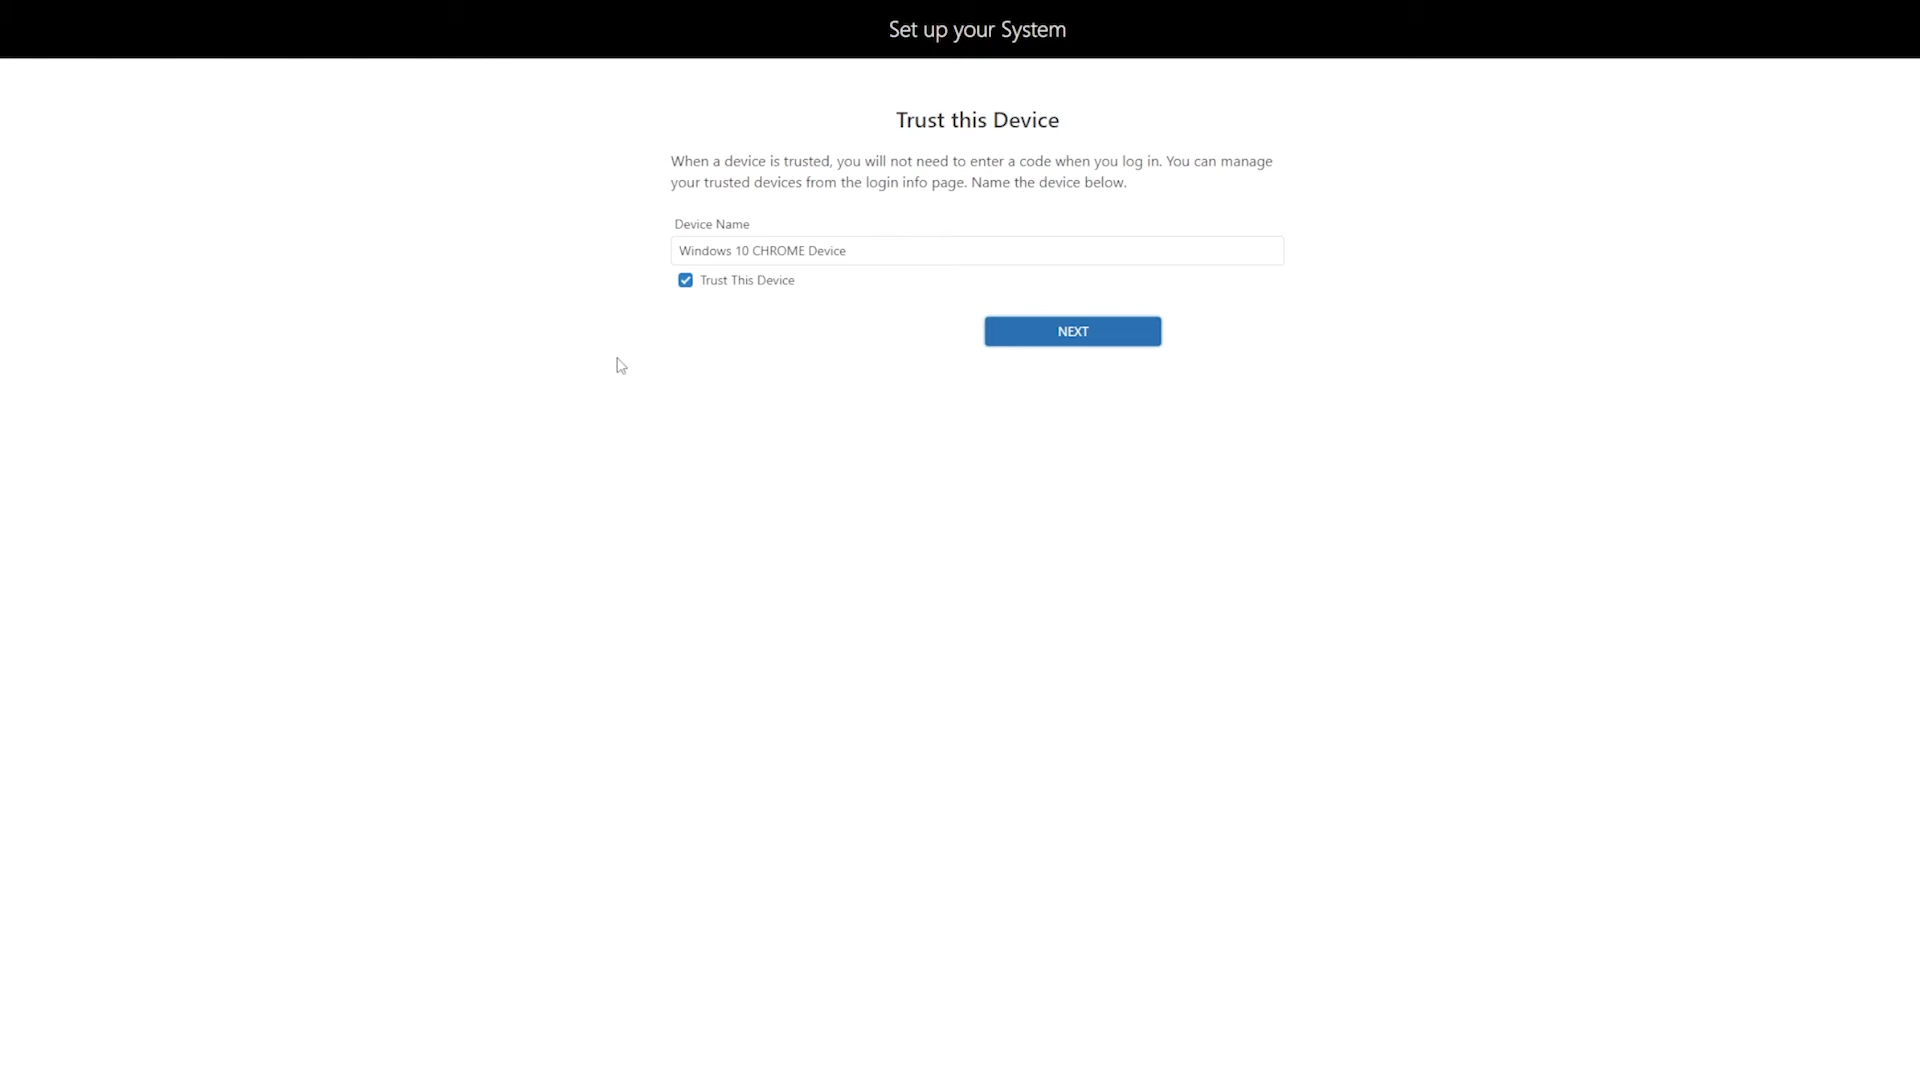 Set up your System
Trust this Device
When a device is trusted, you will not need to enter a code when you log in. You can manage
your trusted devices from the login info page. Name the device below.
Device Name
Windows 10 CHROME Device
Trust This Device
NEXT